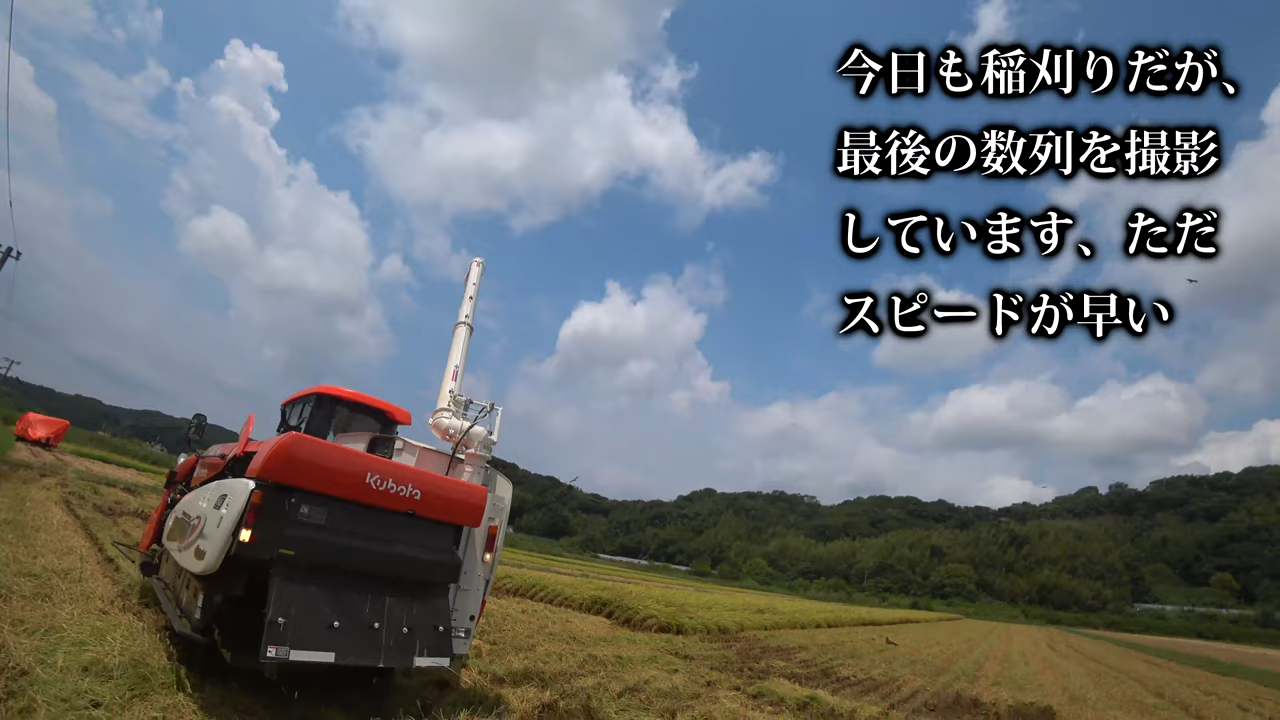 今日も稲刈りだが、
最後の数列を撮影
しています、ただ
スピードが早い
Kubota